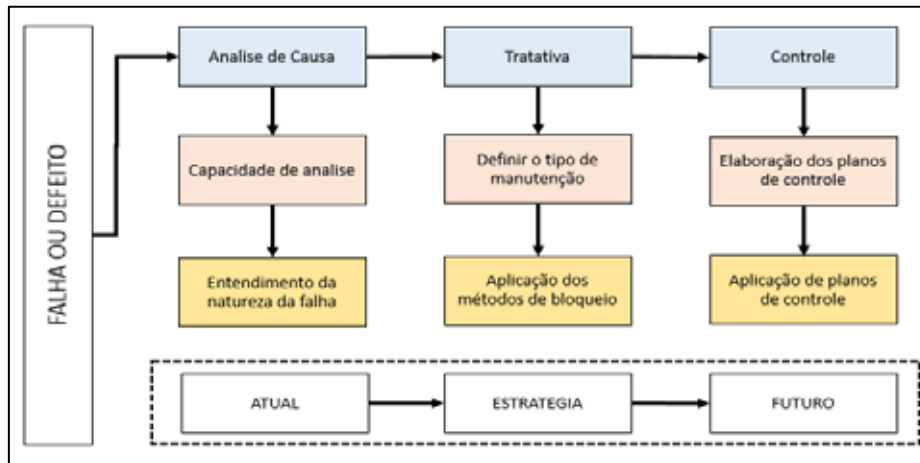 FALHA OU DEFEITO
Analise de Causa
Tratativa
Controle
Capacidade de analise
Definir o tipo de
manutenção
Elaboração dos planos
de controle
Entendimento da
natureza da falha
Aplicação dos
métodos de bloqueio
Aplicação de planos
de controle
ATUAL
ESTRATEGIA
FUTURO